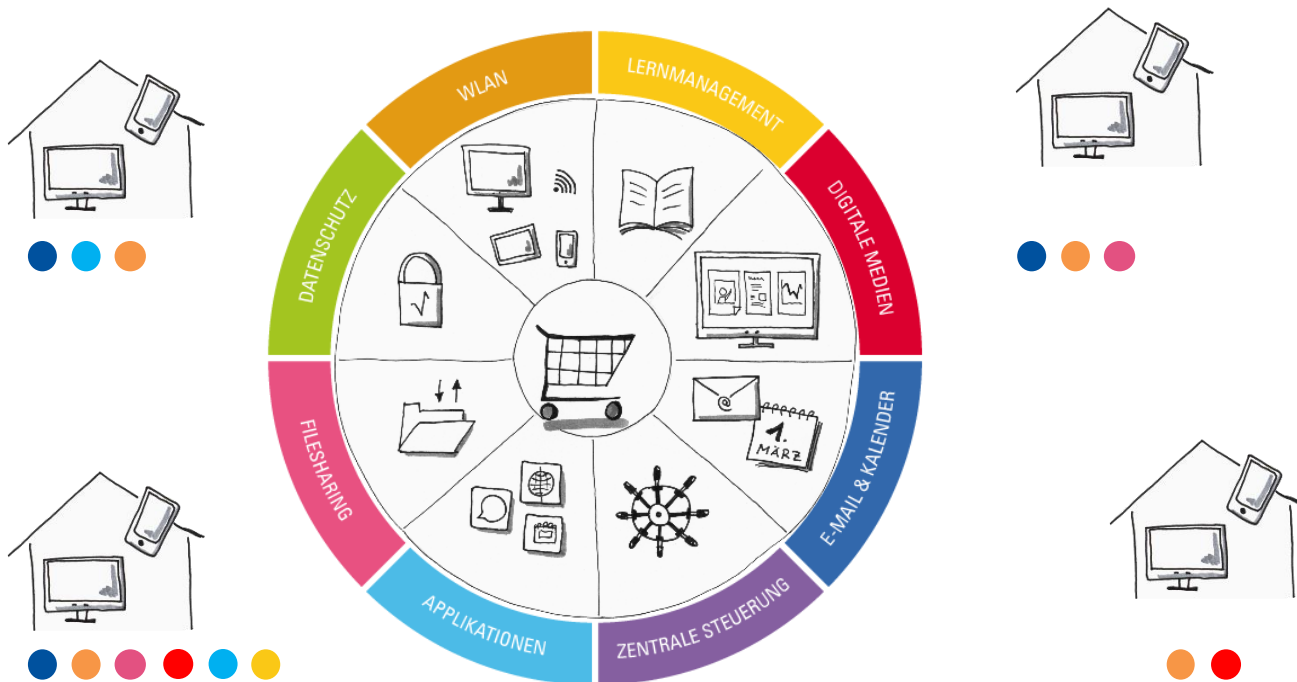 WLAN
LERNMANAGEMENT
DATENSCHUTZ
DIGITALE MEDIEN
@
1.
MÄRZ
FILESHARING
E-MAIL & KALENDER
APPLIKATIONEN
ZENTRALE STEUERUNG